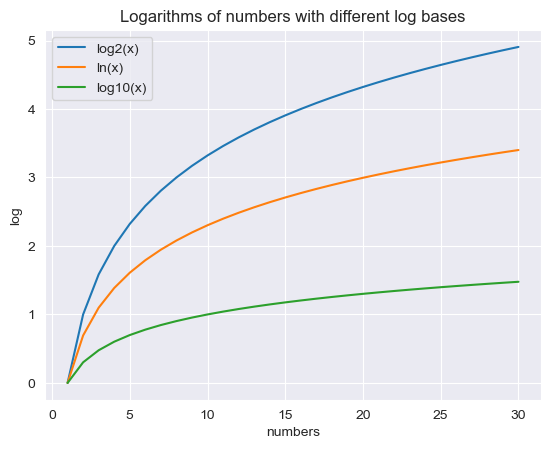 Logarithms of numbers with different log bases
log2(x)
ln(x)
log10(x)
5
4
3
2
1
0
log
0 5 10 15 20 25 30
numbers